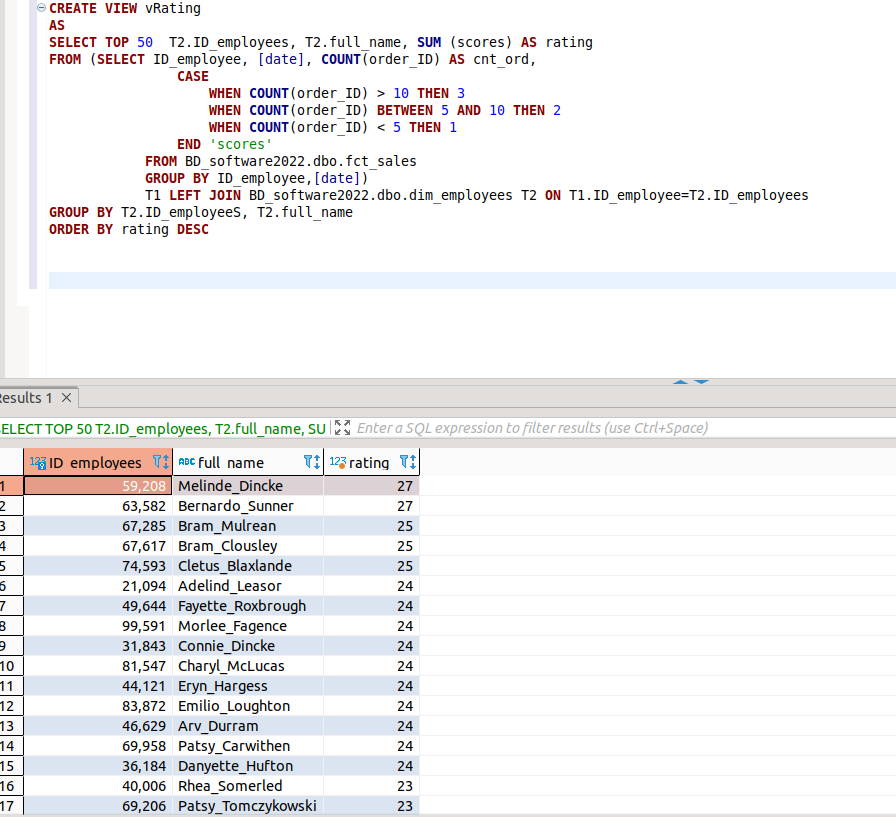 CREATE VIEW vRating
AS
SELECT TOP 50  T2.ID_employees, T2.full_name, SUM (scores) AS rating
FROM (SELECT ID_employee, [date], COUNT(order_ID) AS cnt_ord,
CASE
WHEN COUNT(order_ID) > 10 THEN 3
WHEN COUNT(order_ID) BETWEEN 5 AND 10 THEN 2
WHEN COUNT(order_ID) < 5 THEN 1
END 'scores'
FROM BD_software2022.dbo.fct_sales
GROUP BY ID_employee,[date])
T1 LEFT JOIN BD_software2022.dbo.dim_employees T2 ON T1.ID_employee=T2.ID_employees
GROUP BY T2.ID_employeeS, T2.full_name
ORDER BY rating DESC
esults 1
ELECT TOP 50 T2.ID_employees, T2.full_name, SU Enter a SQL expression to filter results (use Ctrl+Space)
123 ID_employees ABC full_name 123 rating
1 59,208 Melinde_Dincke 27
2 63,582 Bernardo_Sunner 27
3 67,285 Bram_Mulrean 25
4 67,617 Bram_Clousley 25
5 74,593 Cletus_Blaxlande 25
6 21,094 Adelind_Leasor 24
7 49,644 Fayette_Roxbrough 24
8 99,591 Morlee_Fagence 24
9 31,843 Connie_Dincke 24
10 81,547 Charyl_McLucas 24
11 44,121 Eryn_Hargess 24
12 83,872 Emilio_Loughton 24
13 46,629 Arv_Durram 24
14 69,958 Patsy_Carwithen 24
15 36,184 Danyette_Hufton 24
16 40,006 Rhea_Somerled 23
17 69,206 Patsy_Tomczykowski 23